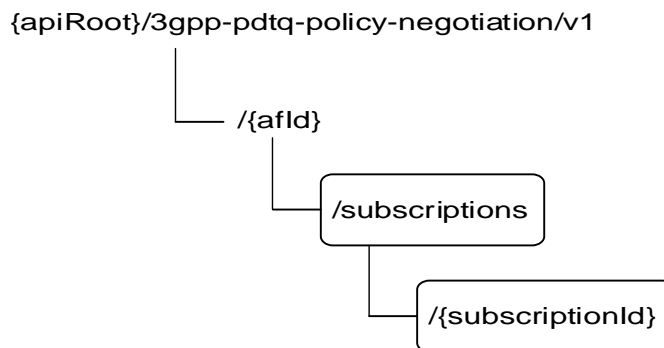 {apiRoot}/3gpp-pdtq-policy-negotiation/v1
/{afId}
/subscriptions
/{subscriptionId}